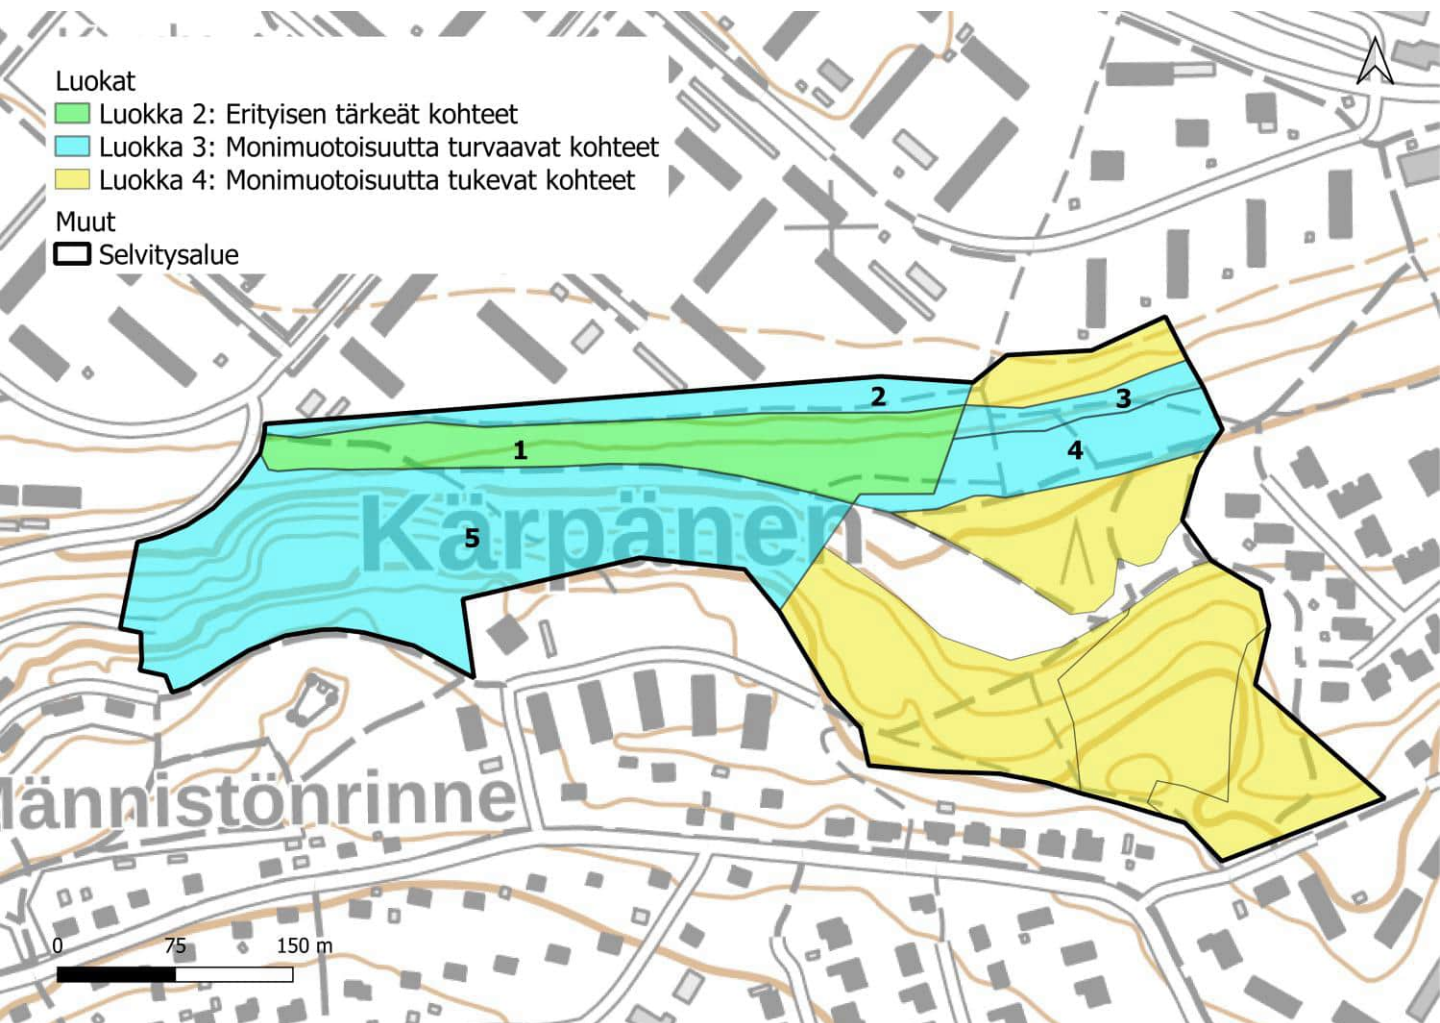 Luokat
Luokka 2: Erityisen tärkeät kohteet
Luokka 3: Monimuotoisuutta turvaavat kohteet
Luokka 4: Monimuotoisuutta tukevat kohteet
Muut
Selvitysalue
2
3
1
4
Kärpänen
5
Männistönrinne
0 75 150 m